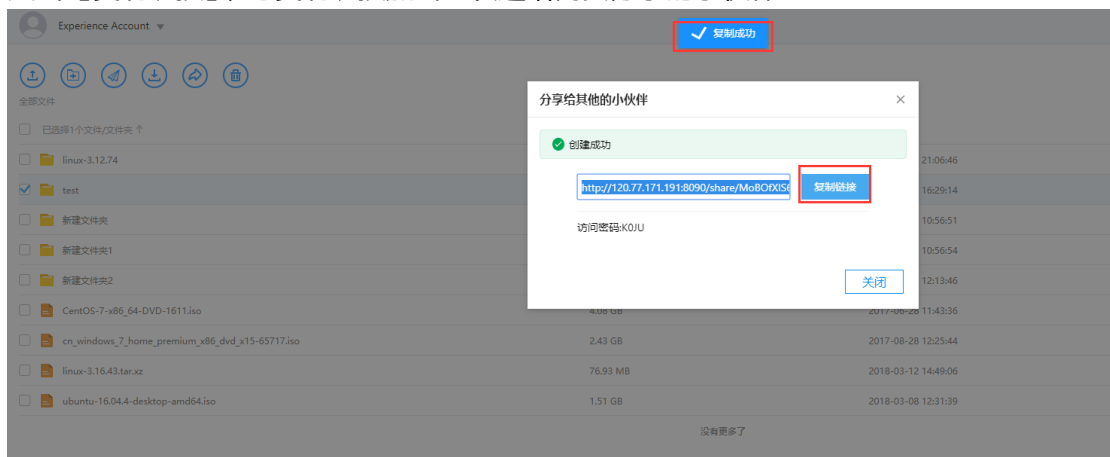 Experience Account
复制成功
全部文件
已选择1个文件/文件夹
分享给其他的小伙伴
创建成功
http://120.77.171.191:8090/share/MoBOfXIS6
复制链接
访问密码:K0JU
关闭
linux-3.12.74 21:06:46
test 16:29:14
新建文件夹 10:56:51
新建文件夹1 10:56:54
新建文件夹2 12:13:46
CentOS-7-x86_64-DVD-1611.iso 4.08 GB 2017-06-28 11:43:36
cn_windows_7_home_premium_x86_dvd_x15-65717.iso 2.43 GB 2017-08-28 12:25:44
linux-3.16.43.tar.xz 76.93 MB 2018-03-12 14:49:06
ubuntu-16.04.4-desktop-amd64.iso 1.51 GB 2018-03-08 12:31:39
没有更多了